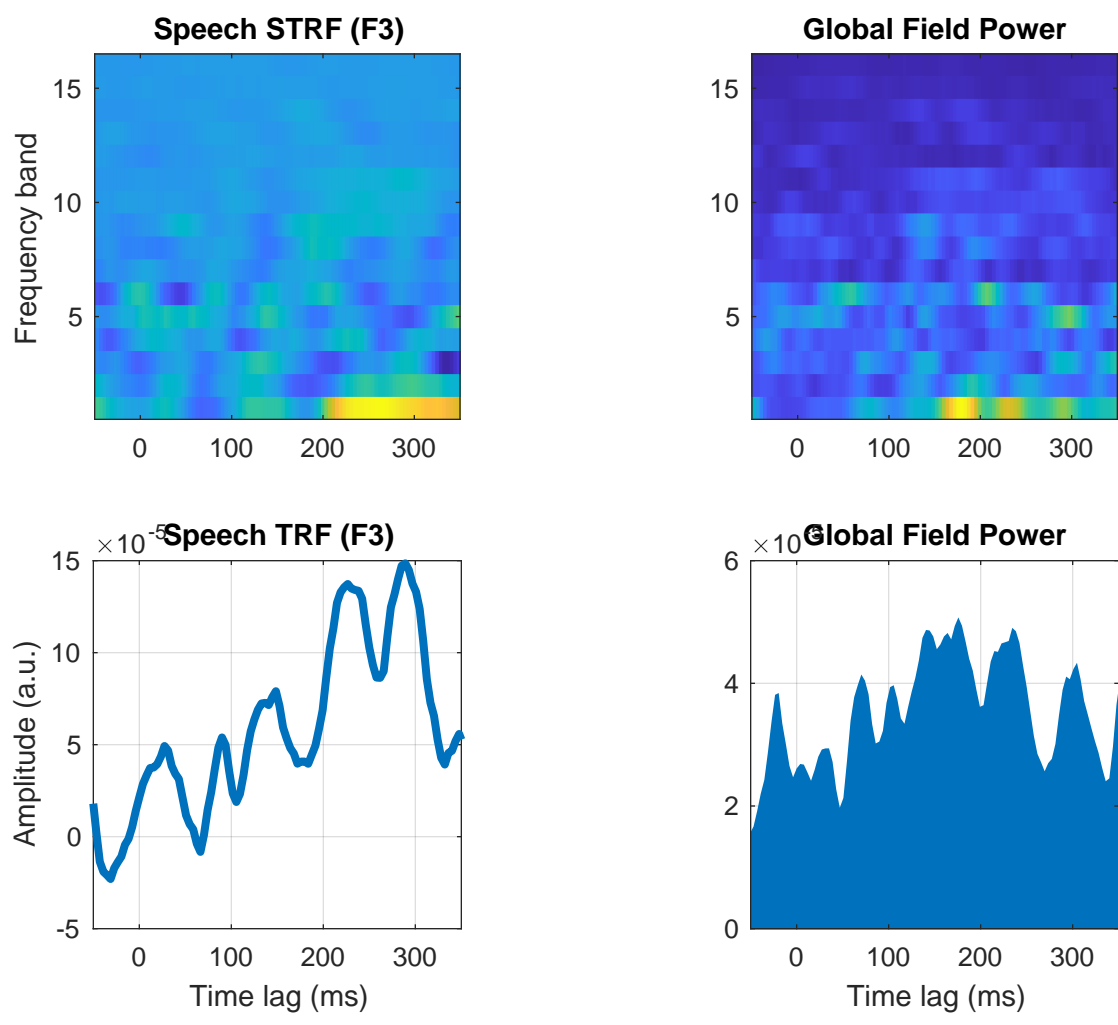 Speech STRF (F3)
Frequency band
15
10
5
0 100 200 300
Global Field Power
15
10
5
0 100 200 300
Speech TRF (F3)
×10-5
Amplitude (a.u.)
15
10
5
0
-5
0 100 200 300
Time lag (ms)
Global Field Power
×10-5
6
4
2
0
0 100 200 300
Time lag (ms)